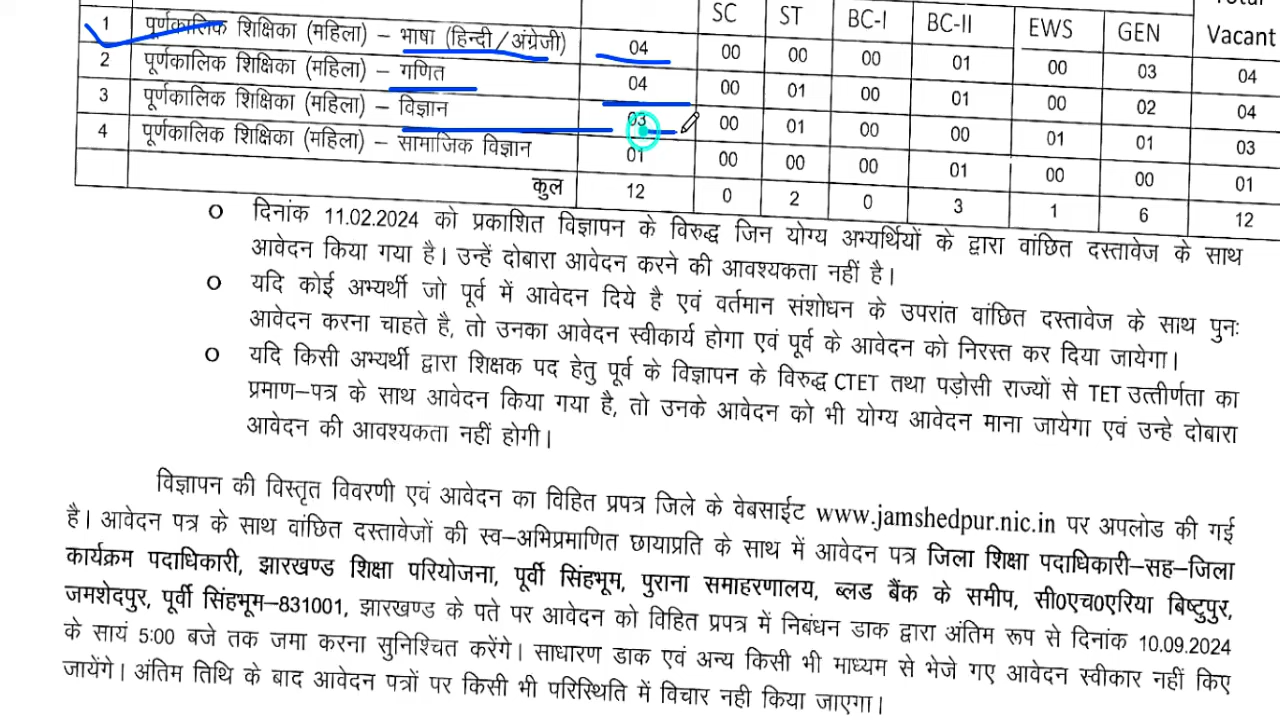 SC ST BC-I BC-II EWS GEN Vacant
1 पूर्णकालिक शिक्षिका (महिला) – भाषा (हिन्दी/अंग्रेजी) 04 00 00 00 01 00 03 04
2 पूर्णकालिक शिक्षिका (महिला) – गणित 04 00 01 00 01 00 02 04
3 पूर्णकालिक शिक्षिका (महिला) – विज्ञान 03 00 01 00 00 01 01 03
4 पूर्णकालिक शिक्षिका (महिला) – सामाजिक विज्ञान 01 00 00 00 01 00 00 01
कुल 12 0 2 0 3 1 6 12
o दिनांक 11.02.2024 को प्रकाशित विज्ञापन के विरुद्ध जिन योग्य अभ्यर्थियों के द्वारा वांछित दस्तावेज के साथ
आवेदन किया गया है। उन्हें दोबारा आवेदन करने की आवश्यकता नहीं है।
o यदि कोई अभ्यर्थी जो पूर्व में आवेदन दिये है एवं वर्तमान संशोधन के उपरांत वांछित दस्तावेज के साथ पुनः
आवेदन करना चाहते है, तो उनका आवेदन स्वीकार्य होगा एवं पूर्व के आवेदन को निरस्त कर दिया जायेगा।
o यदि किसी अभ्यर्थी द्वारा शिक्षक पद हेतु पूर्व के विज्ञापन के विरुद्ध CTET तथा पड़ोसी राज्यों से TET उत्तीर्णता का
प्रमाण–पत्र के साथ आवेदन किया गया है, तो उनके आवेदन को भी योग्य आवेदन माना जायेगा एवं उन्हे दोबारा
आवेदन की आवश्यकता नहीं होगी।
विज्ञापन की विस्तृत विवरणी एवं आवेदन का विहित प्रपत्र जिले के वेबसाईट www.jamshedpur.nic.in पर अपलोड की गई
है। आवेदन पत्र के साथ वांछित दस्तावेजों की स्व–अभिप्रमाणित छायाप्रति के साथ में आवेदन पत्र जिला शिक्षा पदाधिकारी–सह–जिला
कार्यक्रम पदाधिकारी, झारखण्ड शिक्षा परियोजना, पूर्वी सिंहभूम, पुराना समाहरणालय, ब्लड बैंक के समीप, सी0एच0एरिया बिष्टुपुर,
जमशेदपुर, पूर्वी सिंहभूम–831001, झारखण्ड के पते पर आवेदन को विहित प्रपत्र में निबंधन डाक द्वारा अंतिम रूप से दिनांक 10.09.2024
के सायं 5:00 बजे तक जमा करना सुनिश्चित करेंगे। साधारण डाक एवं अन्य किसी भी माध्यम से भेजे गए आवेदन स्वीकार नहीं किए
जायेंगे। अंतिम तिथि के बाद आवेदन पत्रों पर किसी भी परिस्थिति में विचार नही किया जाएगा।